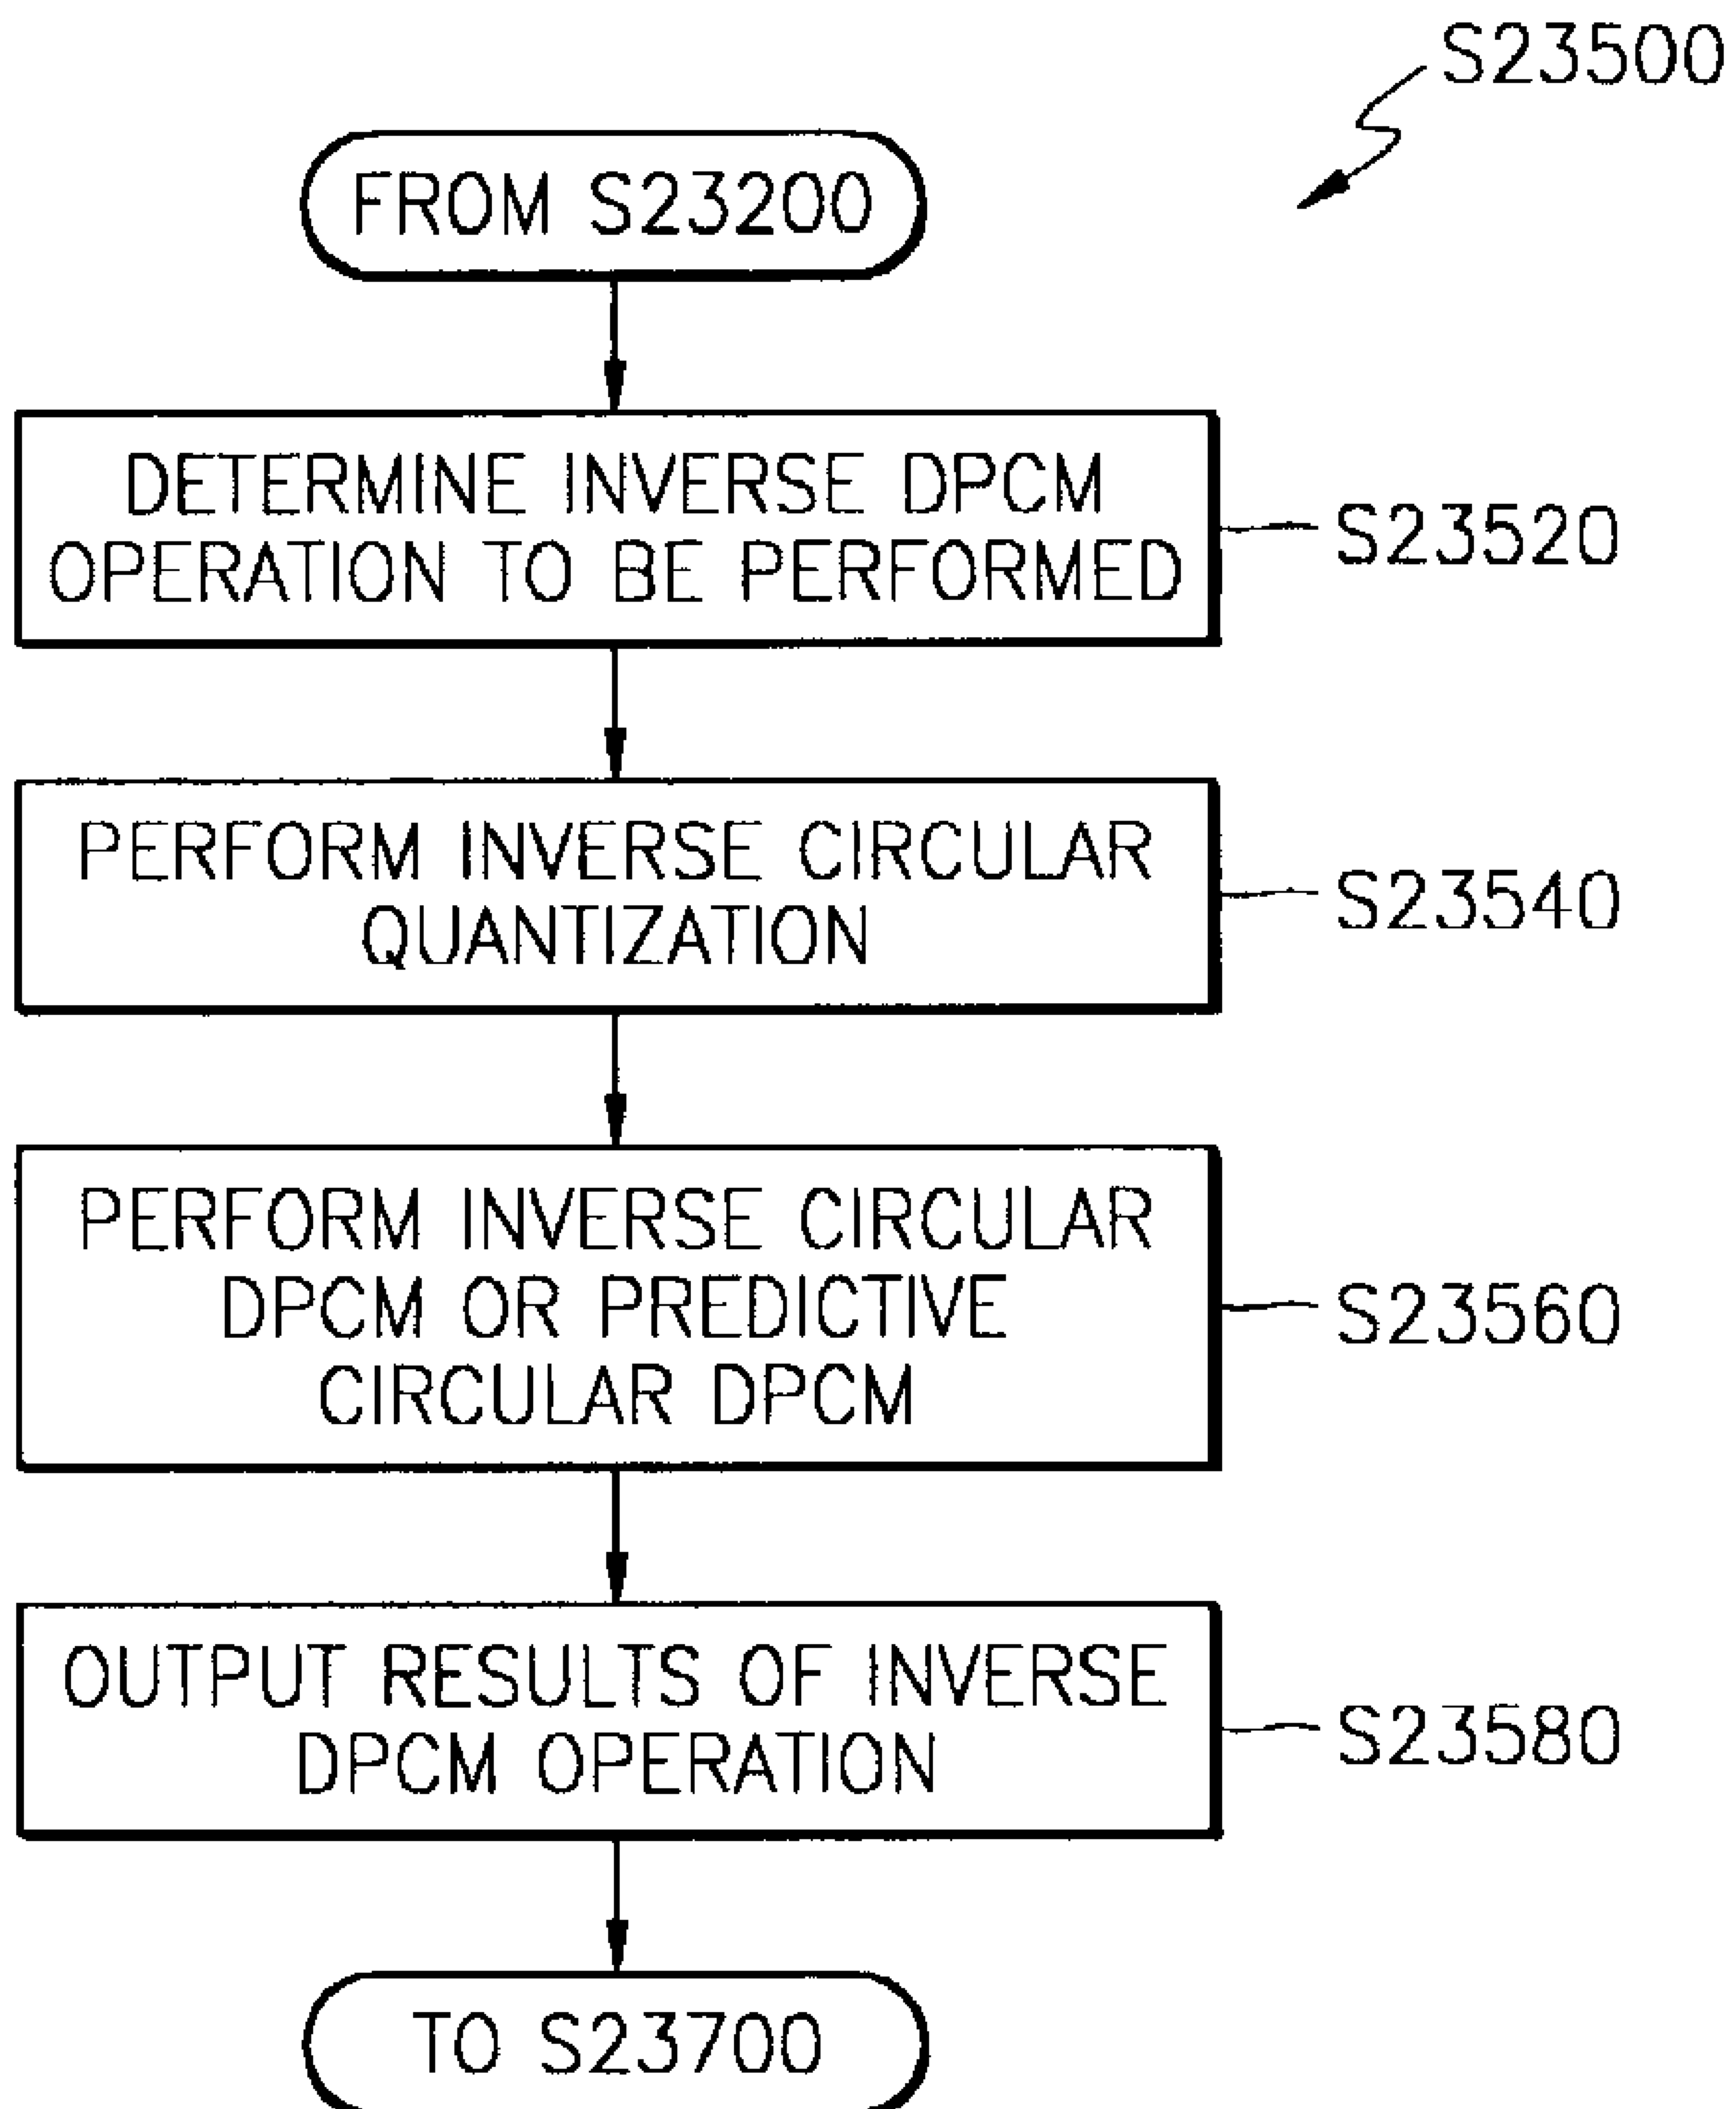 S23500
FROM S23200
DETERMINE INVERSE DPCM
OPERATION TO BE PERFORMED
S23520
PERFORM INVERSE CIRCULAR
QUANTIZATION
S23540
PERFORM INVERSE CIRCULAR
DPCM OR PREDICTIVE
CIRCULAR DPCM
S23560
OUTPUT RESULTS OF INVERSE
DPCM OPERATION
S23580
TO S23700